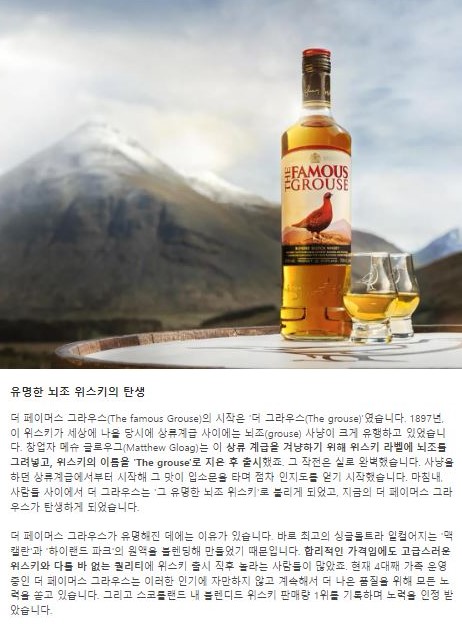 THE FAMOUS
GROUSE
BLENDED SCOTCH WHISKY
유명한 뇌조 위스키의 탄생
더 페이머스 그라우스(The famous Grouse)의 시작은 '더 그라우스(The grouse)'였습니다. 1897년,
이 위스키가 세상에 나올 당시에 상류계급 사이에는 뇌조(grouse) 사냥이 크게 유행하고 있었습니
다. 창업자 메슈 글로우그(Matthew Gloag)는 이 상류 계급을 겨냥하기 위해 위스키 라벨에 뇌조를
그려넣고, 위스키의 이름을 'The grouse'로 지은 후 출시했죠. 그 작전은 실로 완벽했습니다. 사냥을
하던 상류계급에서부터 시작해 그 맛이 입소문을 타며 점차 인지도를 얻기 시작했습니다. 마침내,
사람들 사이에서 더 그라우스는 '그 유명한 뇌조 위스키'로 불리게 되었고, 지금의 더 페이머스 그라
우스가 탄생하게 되었습니다.
더 페이머스 그라우스가 유명해진 데에는 이유가 있습니다. 바로 최고의 싱글몰트라 일컬어지는 '맥
캘란'과 '하이랜드 파크'의 원액을 블렌딩해 만들었기 때문입니다. 합리적인 가격임에도 고급스러운
위스키와 다를 바 없는 퀄리티에 위스키 출시 직후 놀라는 사람들이 많았죠. 현재 4대째 가족 운영
중인 더 페이머스 그라우스는 이러한 인기에 자만하지 않고 계속해서 더 나은 품질을 위해 모든 노
력을 쏟고 있습니다. 그리고 스코틀랜드 내 블렌디드 위스키 판매량 1위를 기록하며 노력을 인정 받
았습니다.